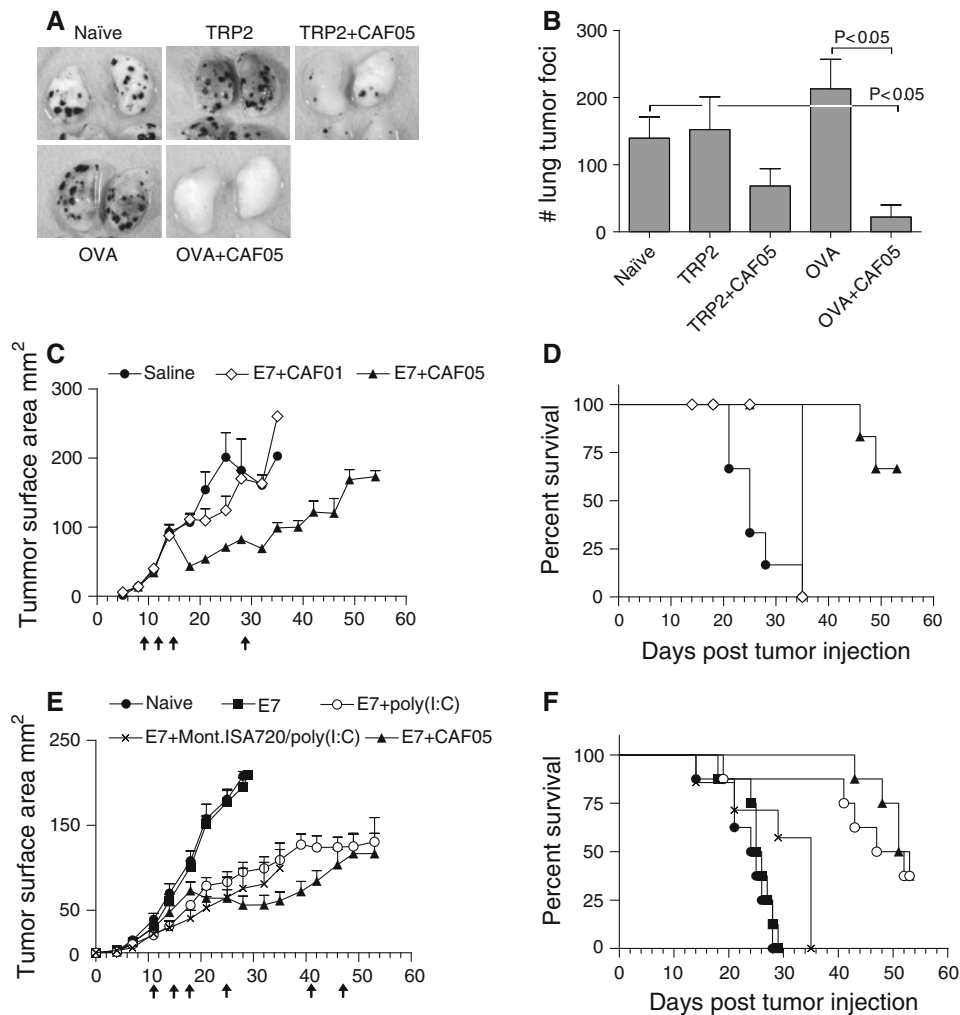 A
Naïve TRP2 TRP2+CAF05
OVA OVA+CAF05
B
# lung tumor foci
300
200
100
0
P<0.05
P<0.05
Naïve
TRP2
TRP2+CAF05
OVA
OVA+CAF05
C
Saline E7+CAF01 E7+CAF05
Tummor surface area mm2
300
200
100
0
0 10 20 30 40 50 60
D
Percent survival
100
75
50
25
0
0 10 20 30 40 50 60
Days post tumor injection
E
Naive E7 E7+poly(I:C)
E7+Mont.ISA720/poly(I:C) E7+CAF05
Tumor surface area mm2
250
150
50
0
0 10 20 30 40 50 60
F
Percent survival
100
75
50
25
0
0 10 20 30 40 50 60
Days post tumor injection